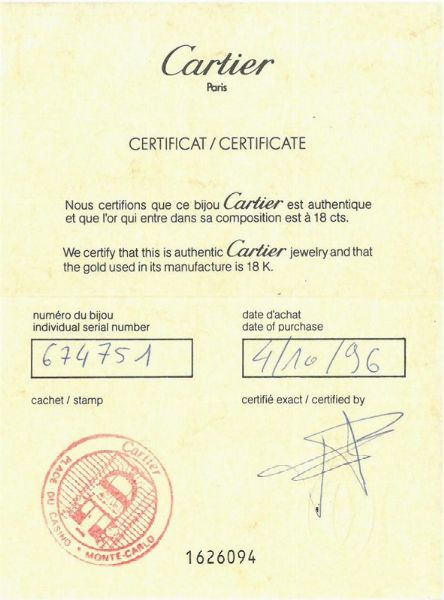 Cartier
Paris
CERTIFICAT / CERTIFICATE
Nous certifions que ce bijou Cartier est authentique
et que l'or qui entre dans sa composition est à 18 cts.
We certify that this is authentic Cartier jewelry and that
the gold used in its manufacture is 18 K.
numéro du bijou
individual serial number
674751
date d'achat
date of purchase
4/10/96
cachet / stamp
certifié exact / certified by
Cartier
PLACE DU CASINO • MONTE-CARLO
1626094